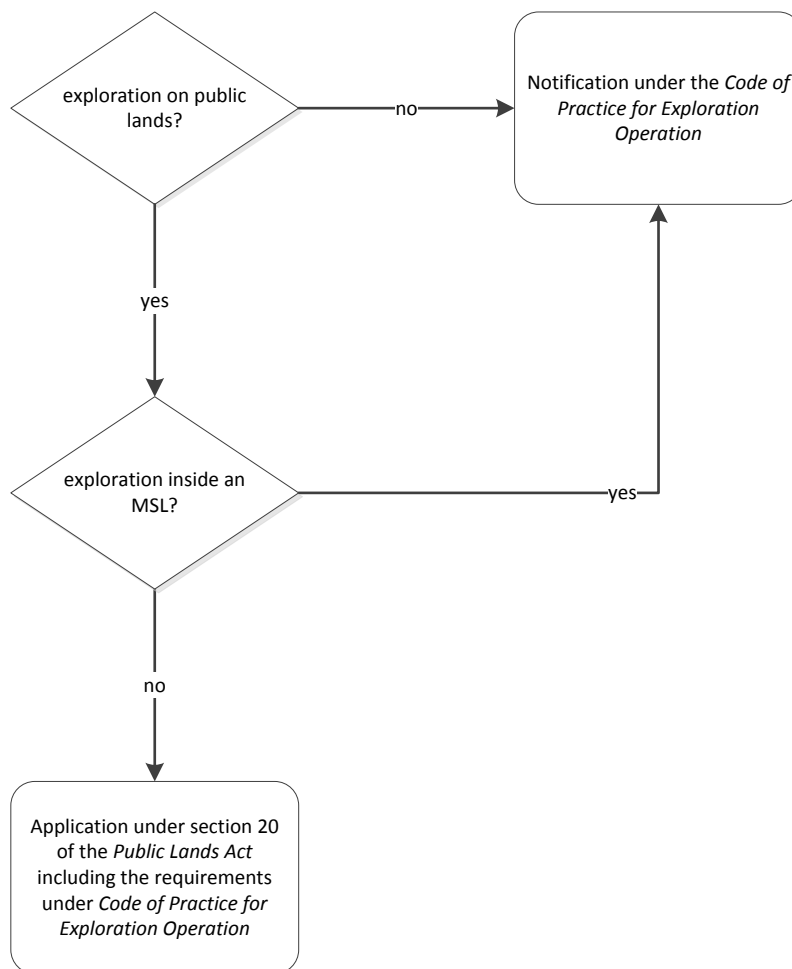 exploration on public
lands?
no
Notification under the Code of
Practice for Exploration
Operation
yes
exploration inside an
MSL?
yes
no
Application under section 20
of the Public Lands Act
including the requirements
under Code of Practice for
Exploration Operation